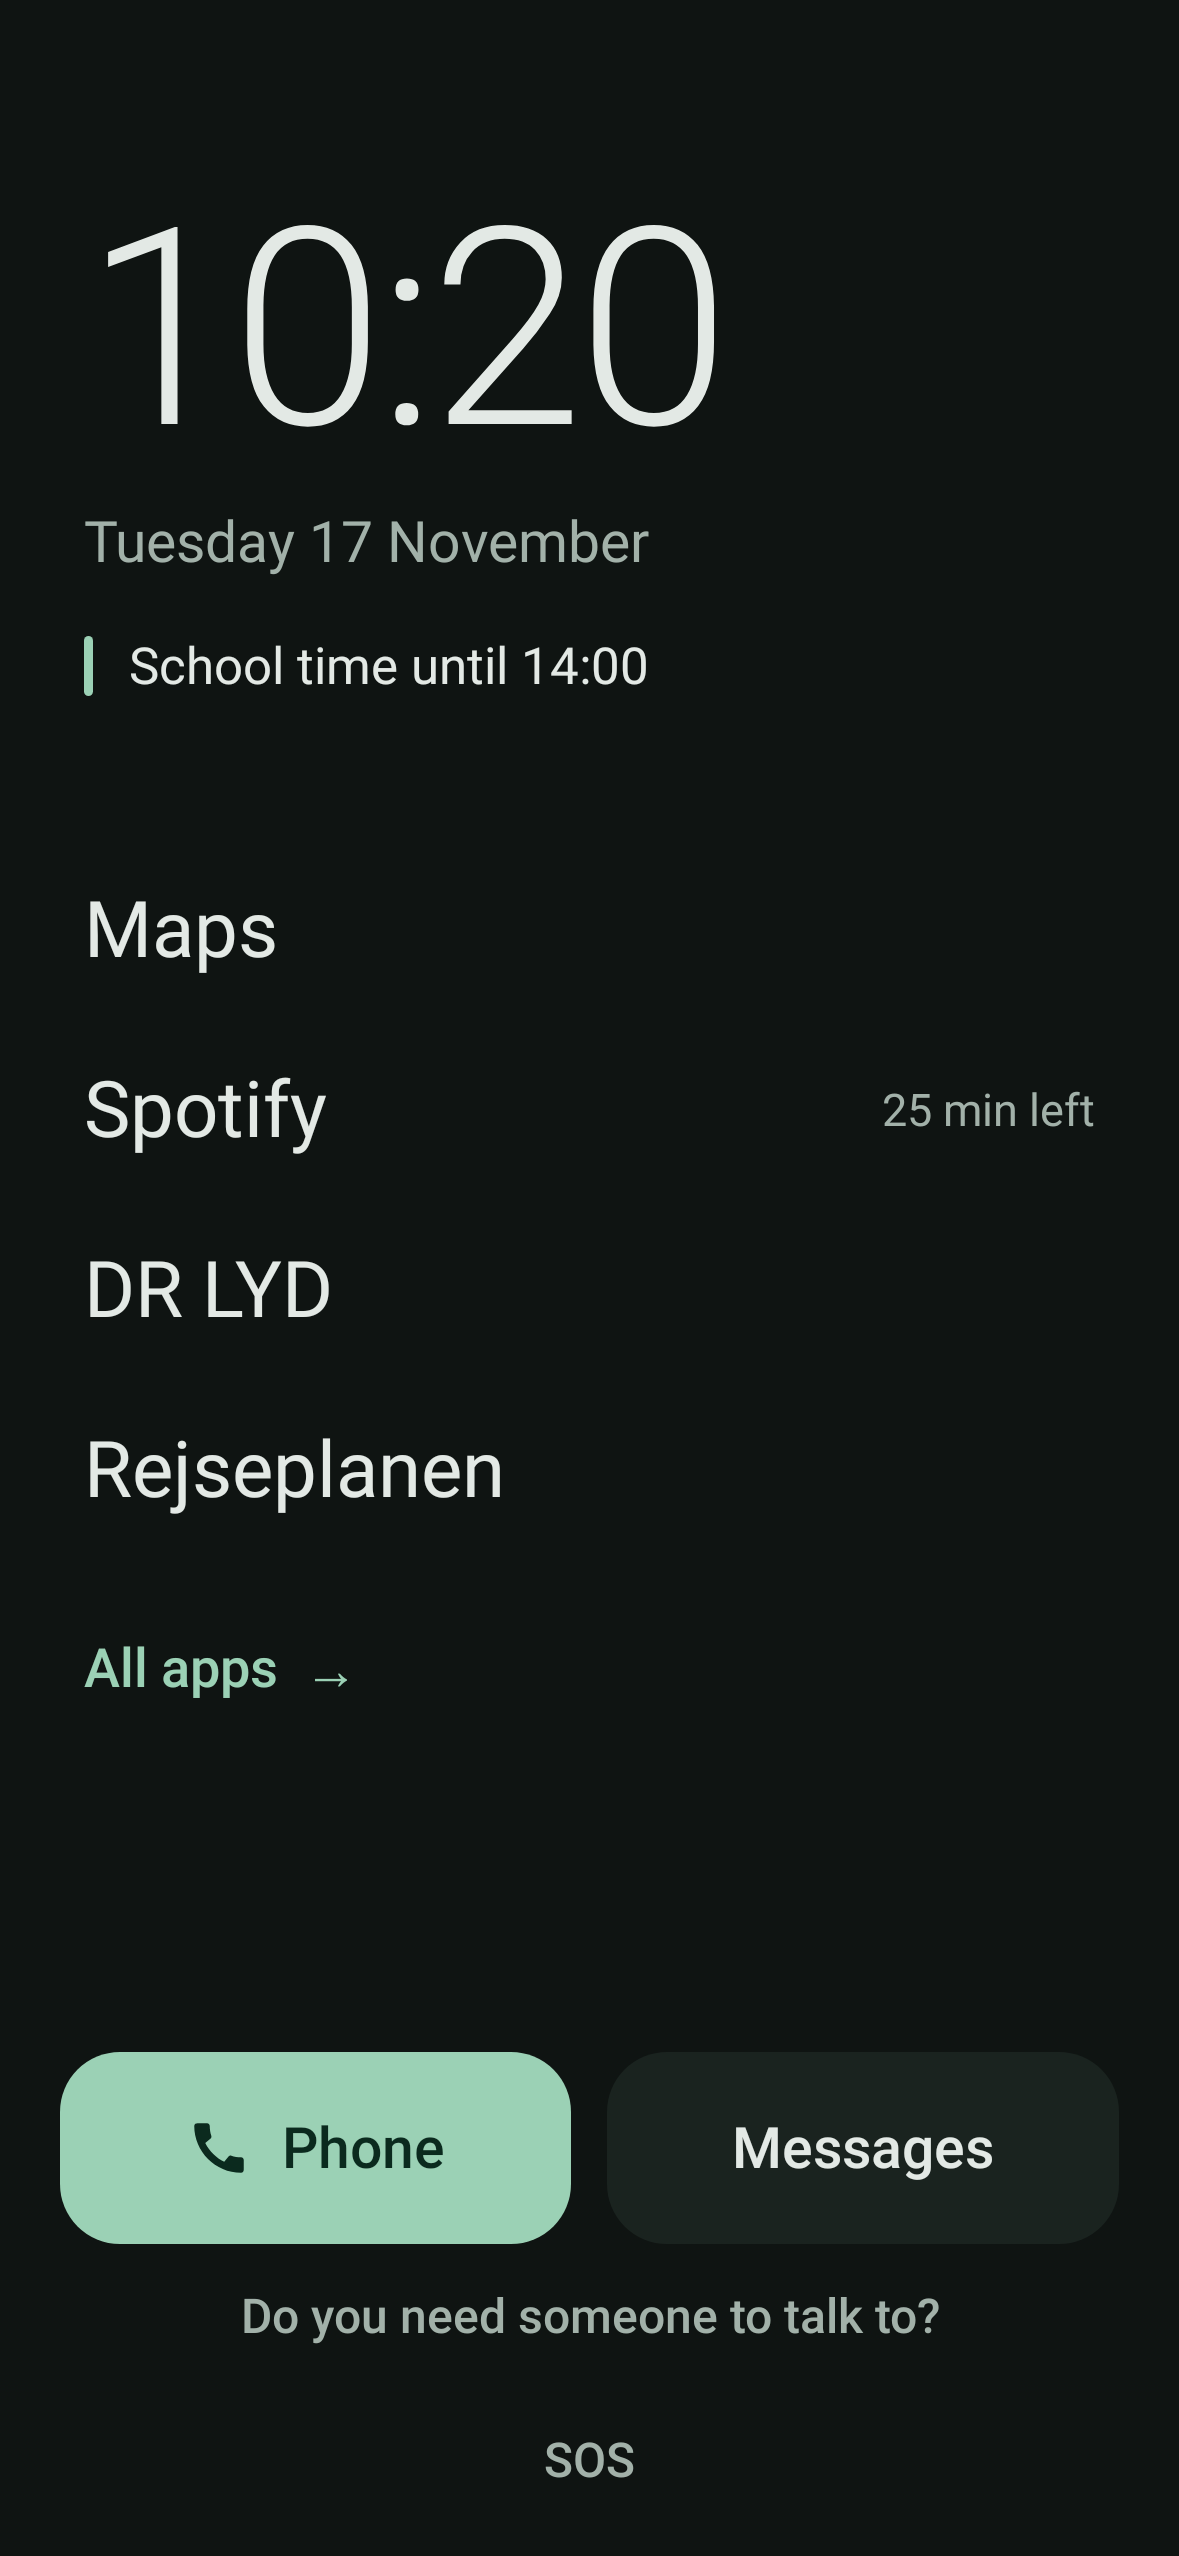 10:20
Tuesday 17 November
School time until 14:00
Maps
Spotify 25 min left
DR LYD
Rejseplanen
All apps →
Phone
Messages
Do you need someone to talk to?
SOS